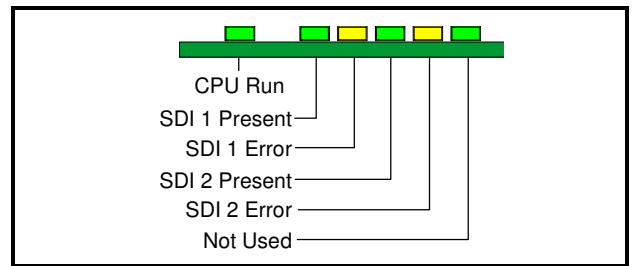 CPU Run
SDI 1 Present
SDI 1 Error
SDI 2 Present
SDI 2 Error
Not Used